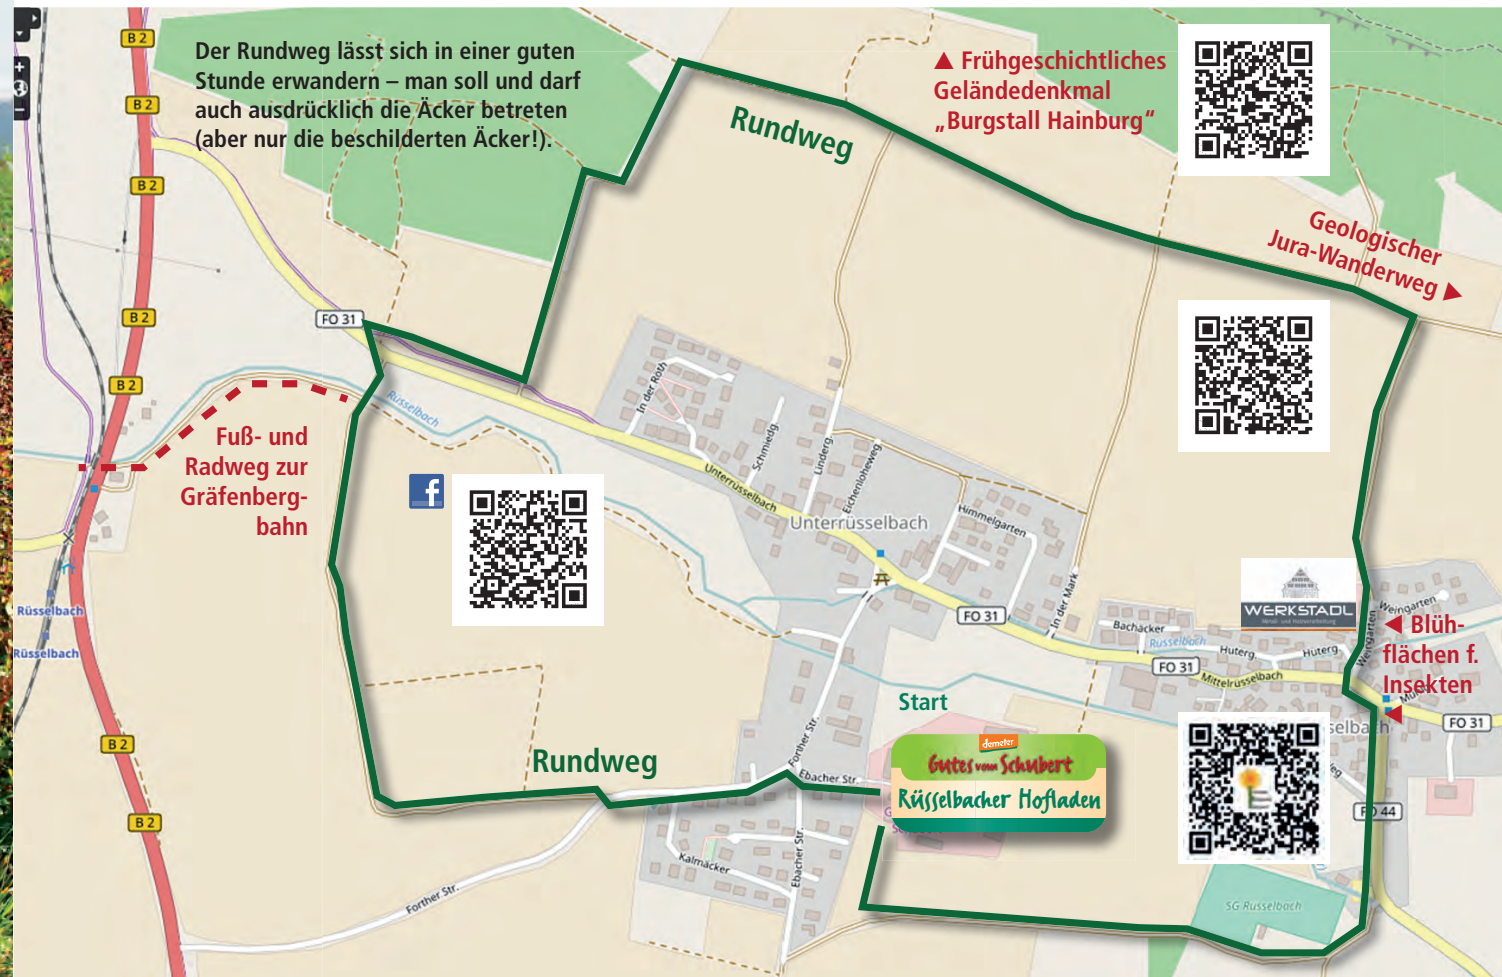 Der Rundweg lässt sich in einer guten
Stunde erwandern – man soll und darf
auch ausdrücklich die Äcker betreten
(aber nur die beschilderten Äcker!).
▲ Frühgeschichtliches
Geländedenkmal
„Burgstall Hainburg“
Rundweg
Geologischer
Jura-Wanderweg ▶
B 2
B 2
B 2
B 2
B 2
B 2
B 2
FO 31
Rüsselbach
Fuß- und
Radweg zur
Gräfenberg-
bahn
f
In der Roth
Schmiedg.
Linderg.
Eichenloheweg
Unterrüsselbach
Unterrüsselbach
Himmelgarten
In der Mark
FO 31
Rüsselbach
Rüsselbach
WERKSTADL
Bachäcker
Rüsselbach
Huterg.
Hüterg.
Weingarten
Weingarten
FO 31
Mittelrüsselbach
◀ Blüh-
flächen f.
Insekten
◀
FO 31
selbach
Start
Forther Str.
Rundweg
Ebacher Str.
demeter
Gutes vom Schubert
Rüsselbacher Hofladen
FO 44
Kalmäcker
Ebacher Str.
Forther Str.
SG Rüsselbach